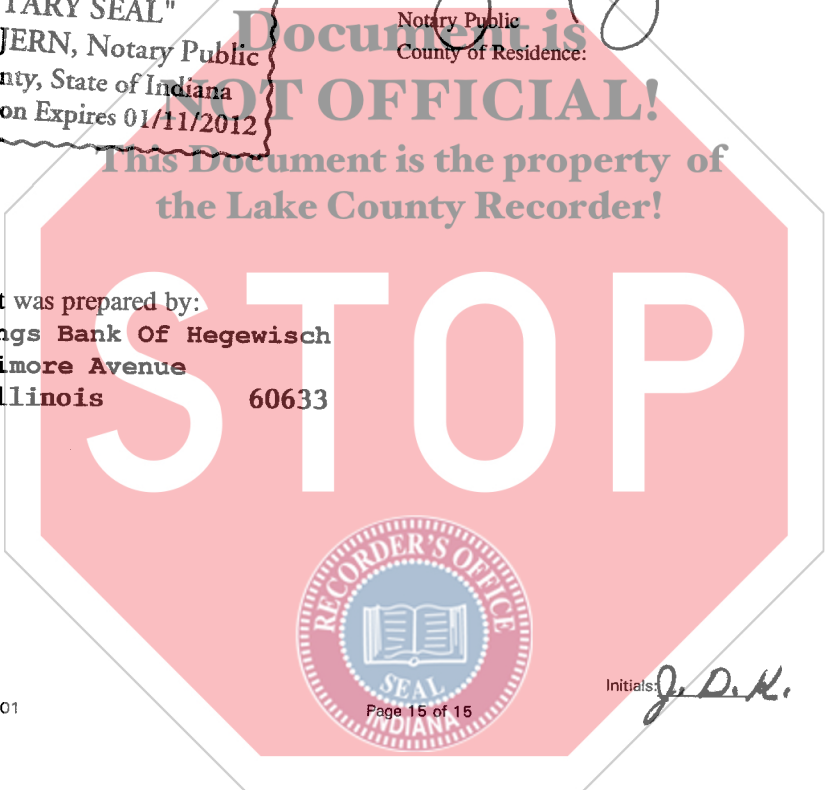 TARY SEAL"
JERN, Notary Public
nty, State of Indiana
on Expires 01/11/2012
Notary Public
County of Residence:
Document is
NOT OFFICIAL!
This Document is the property of
the Lake County Recorder!
STOP
t was prepared by:
ngs Bank Of Hegewisch
imore Avenue
llinois 60633
RECORDER'S OFFICE
SEAL
INDIANA
Initials: J. D. K.
01
Page 15 of 15